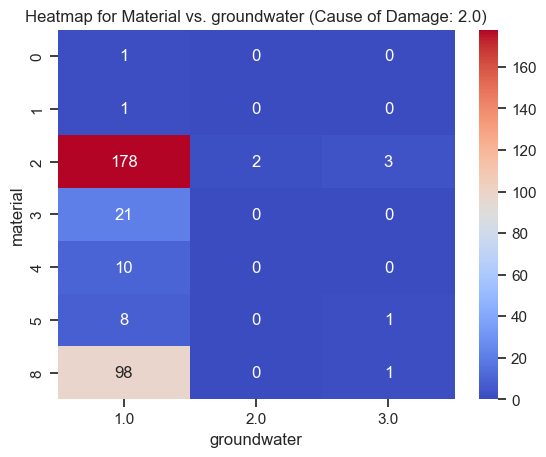 Heatmap for Material vs. groundwater (Cause of Damage: 2.0)
0 1 0 0
1 1 0 0
2 178 2 3
3 21 0 0
4 10 0 0
5 8 0 1
8 98 0 1
material
1.0 2.0 3.0
groundwater
160
140
120
100
80
60
40
20
0